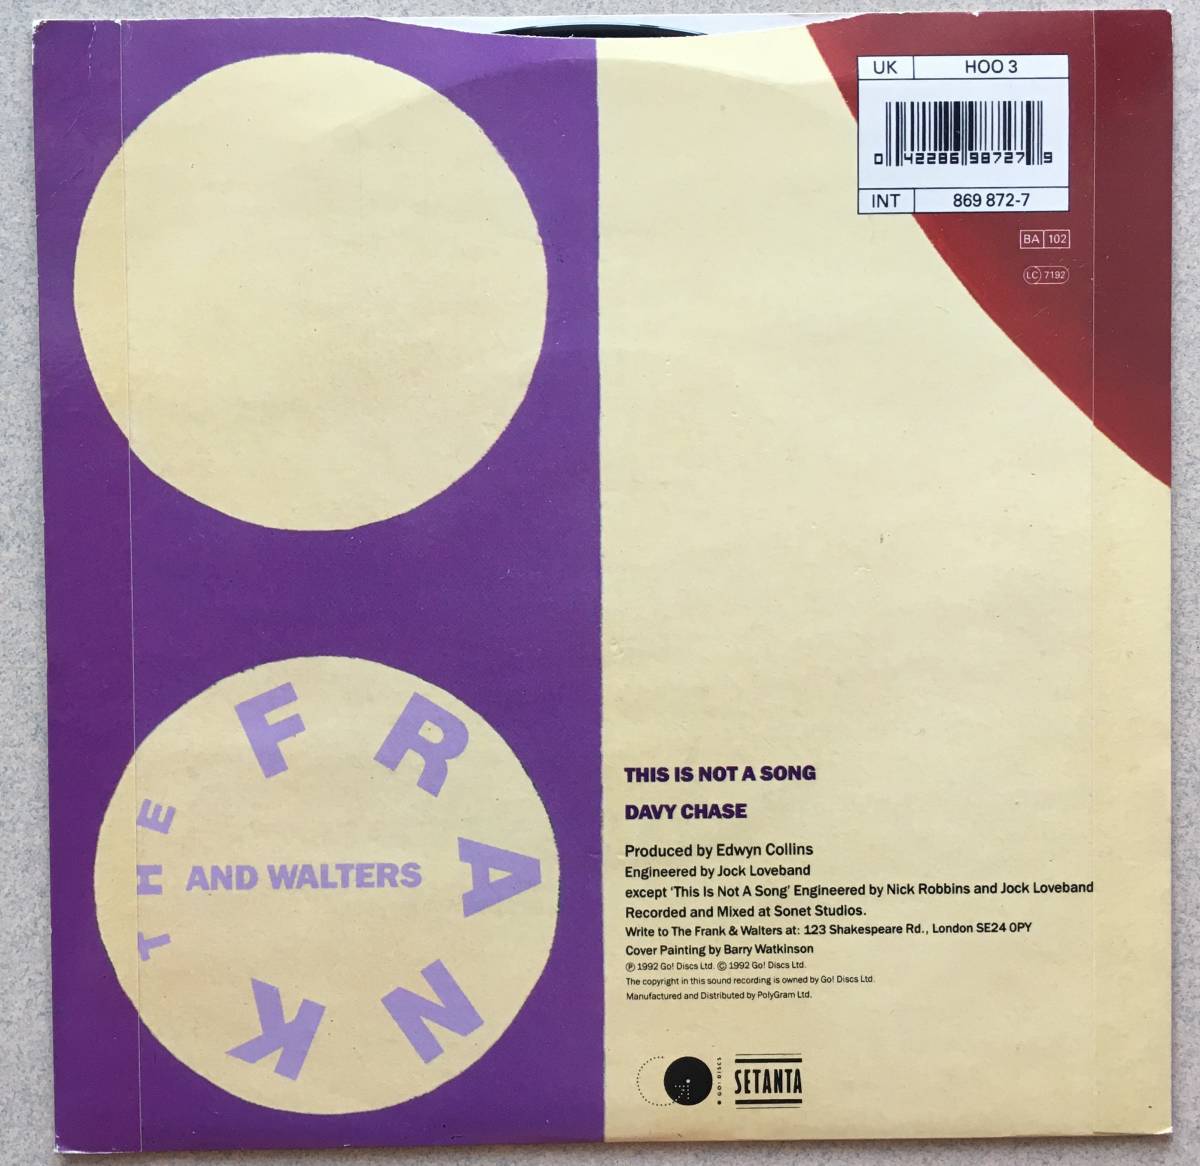 UK HOO 3
0 42286 98727 9
INT 869 872-7
BA 102
LC 7192
THE FRANK
AND WALTERS
THIS IS NOT A SONG
DAVY CHASE
Produced by Edwyn Collins
Engineered by Jock Loveband
except 'This Is Not A Song' Engineered by Nick Robbins and Jock Loveband
Recorded and Mixed at Sonet Studios.
Write to The Frank & Walters at: 123 Shakespeare Rd., London SE24 0PY
Cover Painting by Barry Watkinson
℗ 1992 Go! Discs Ltd. © 1992 Go! Discs Ltd.
The copyright in this sound recording is owned by Go! Discs Ltd.
Manufactured and Distributed by PolyGram Ltd.
GO! DISCS
SETANTA